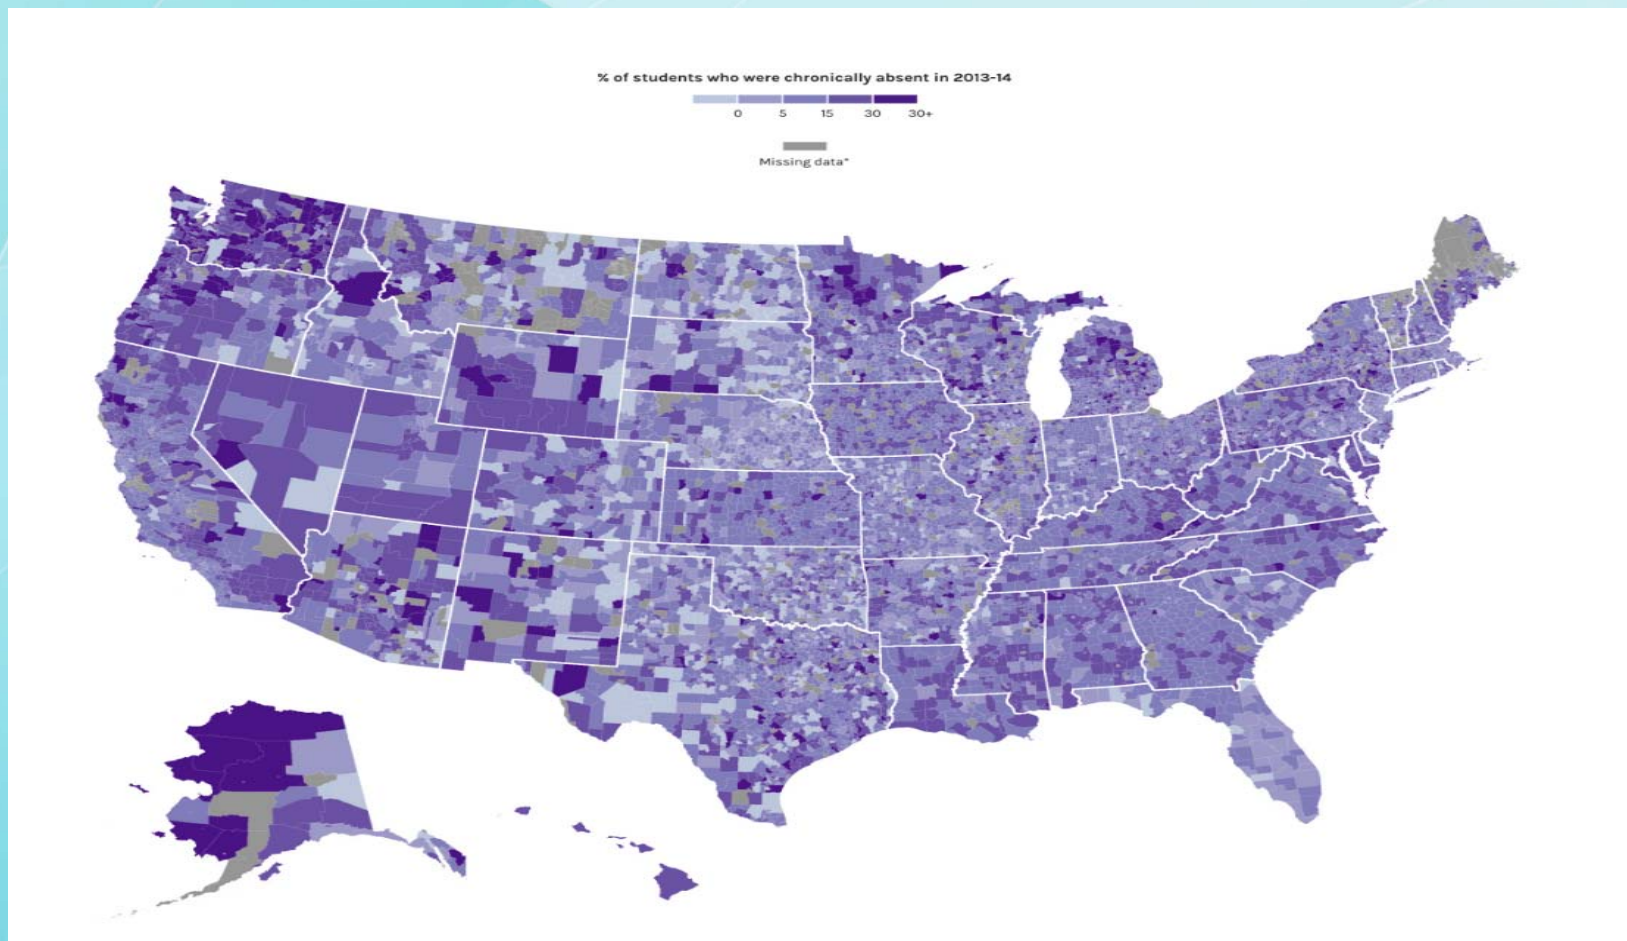 % of students who were chronically absent in 2013-14
0 5 15 30 30+
Missing data*